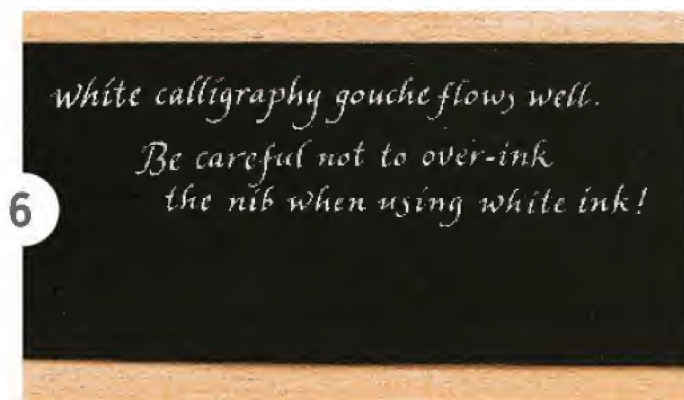 white calligraphy gouche flows well.
Be careful not to over-ink
the nib when using white ink!
6